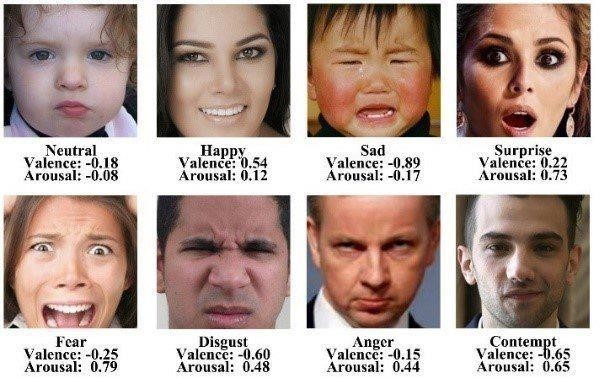 Neutral
Valence: -0.18
Arousal: -0.08
Happy
Valence: 0.54
Arousal: 0.12
Sad
Valence: -0.89
Arousal: -0.17
Surprise
Valence: 0.22
Arousal: 0.73
Fear
Valence: -0.25
Arousal: 0.79
Disgust
Valence: -0.60
Arousal: 0.48
Anger
Valence: -0.15
Arousal: 0.44
Contempt
Valence: -0.65
Arousal: 0.65